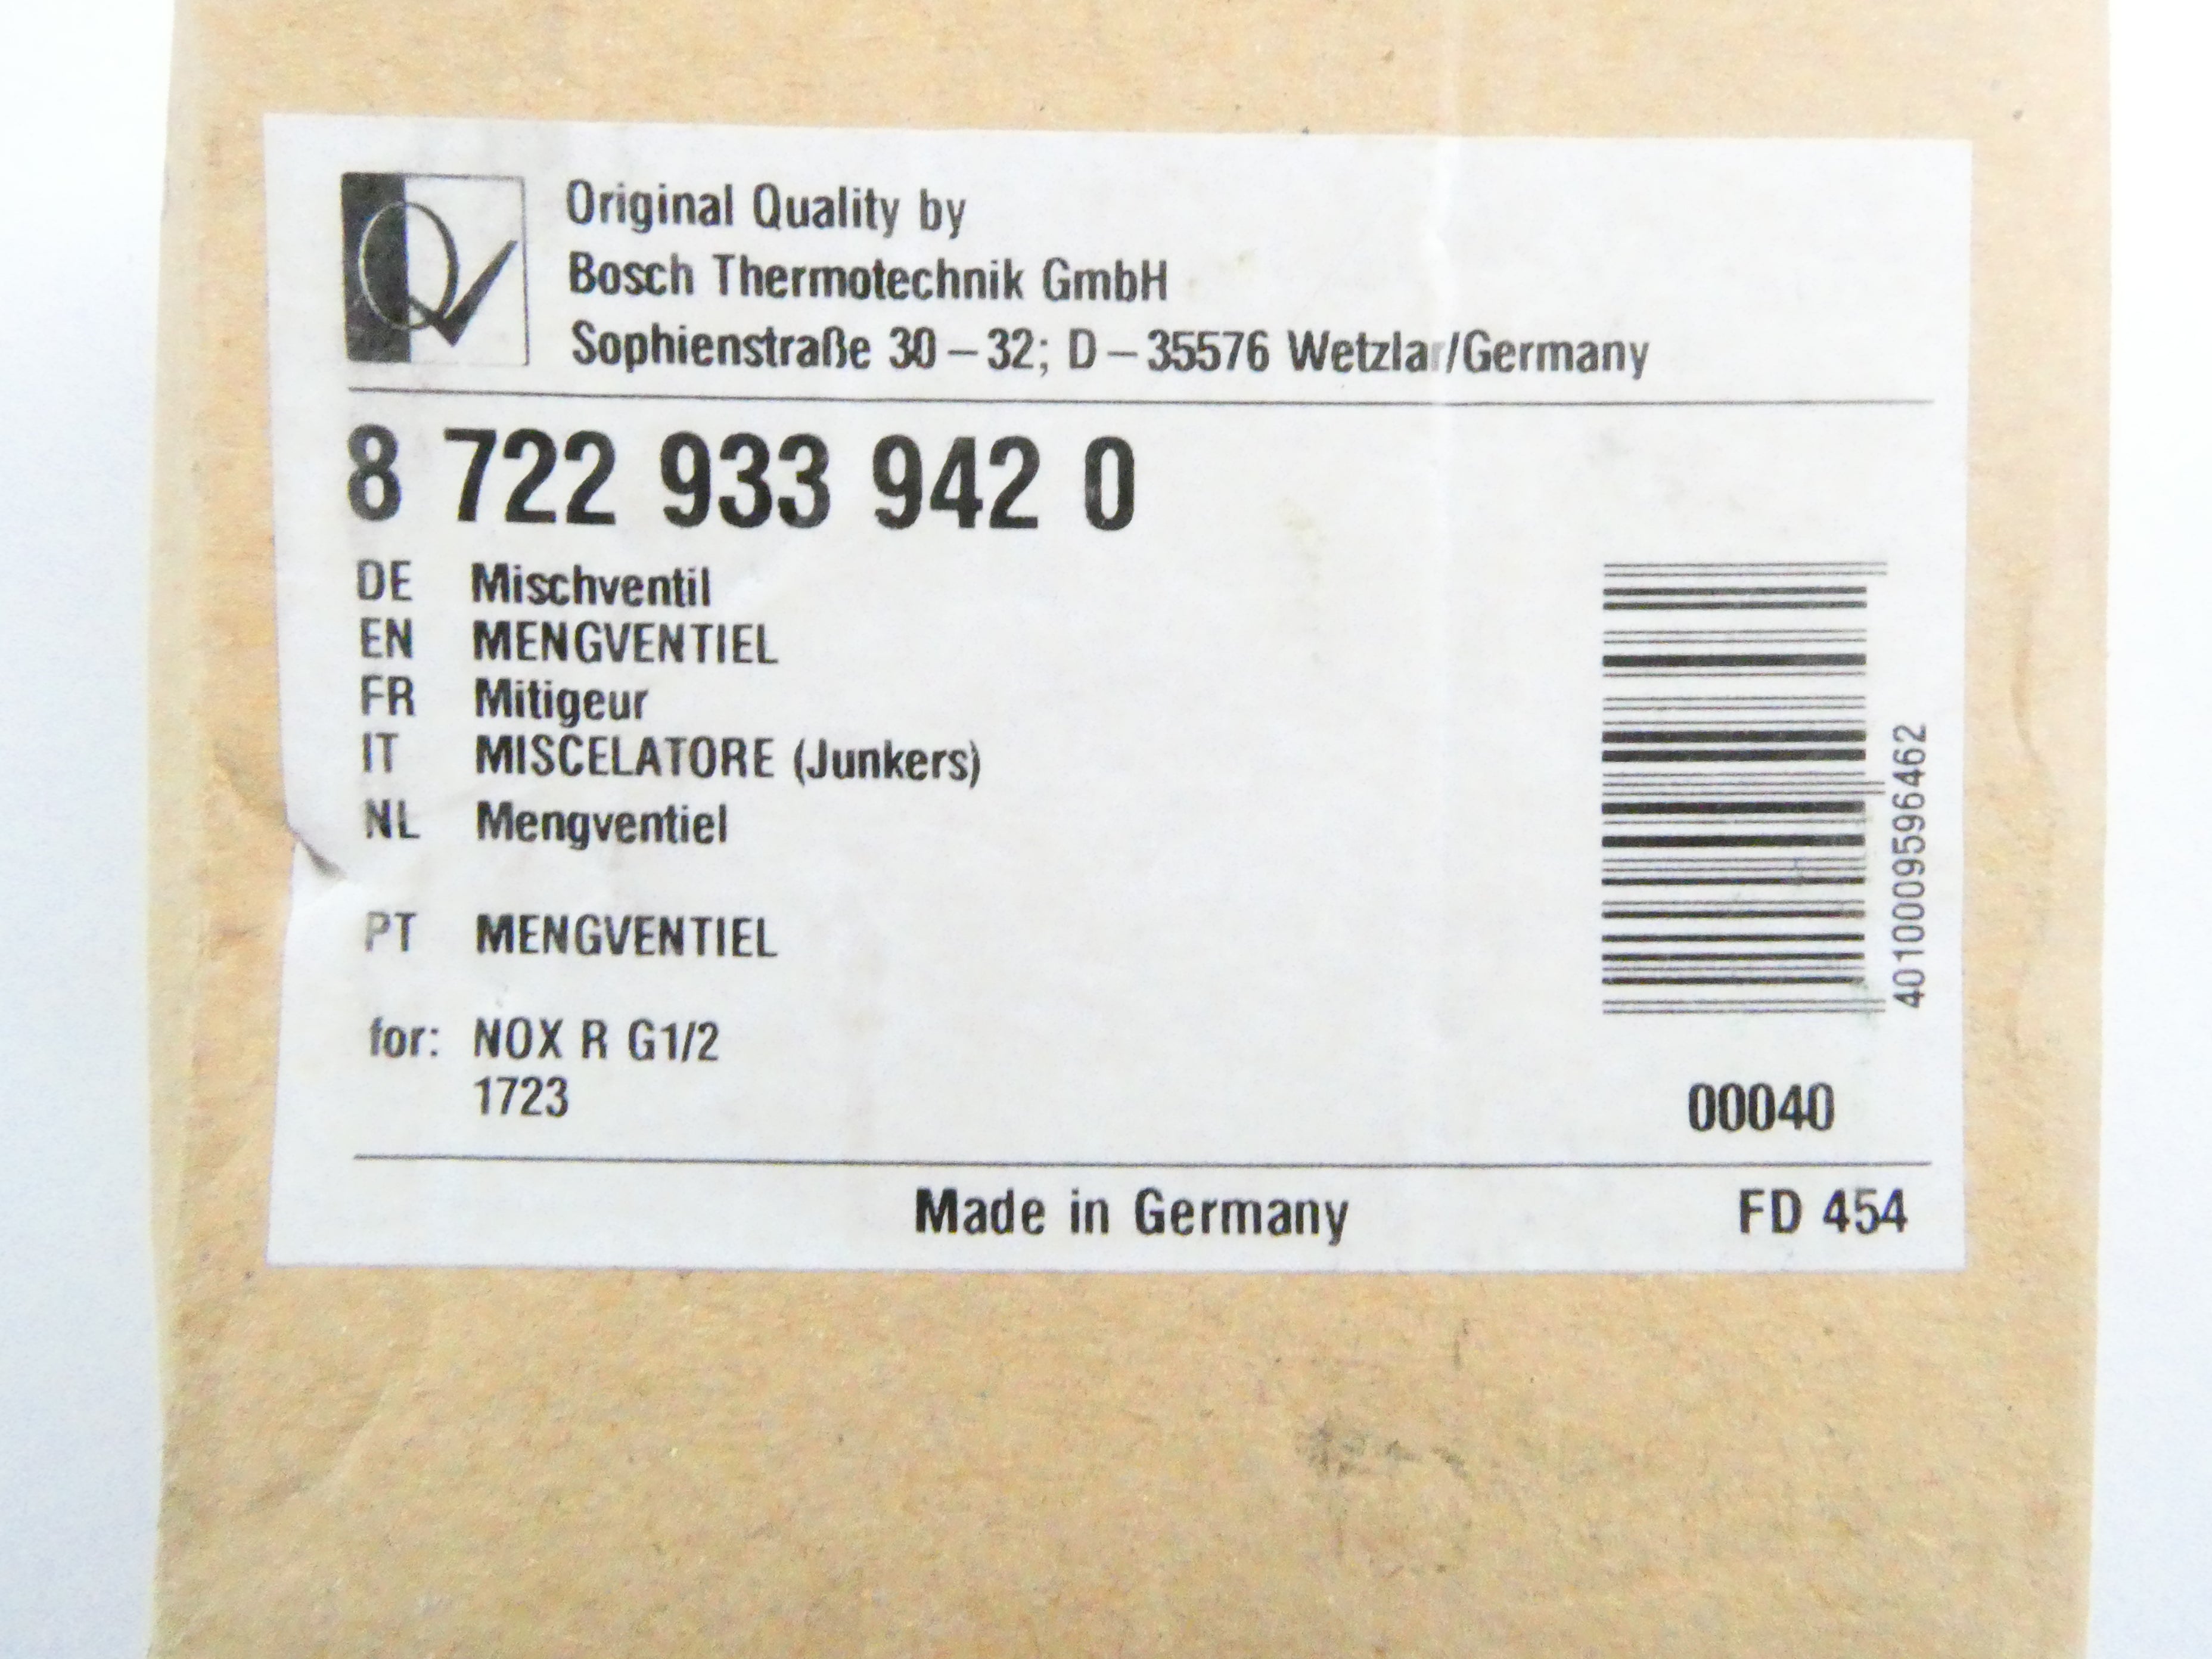 Original Quality by
Bosch Thermotechnik GmbH
Sophienstraße 30 – 32; D – 35576 Wetzlar/Germany
8 722 933 942 0
DE Mischventil
EN MENGVENTIEL
FR Mitigeur
IT MISCELATORE (Junkers)
NL Mengventiel
PT MENGVENTIEL
for: NOX R G1/2
1723
4010009596462
00040
Made in Germany
FD 454